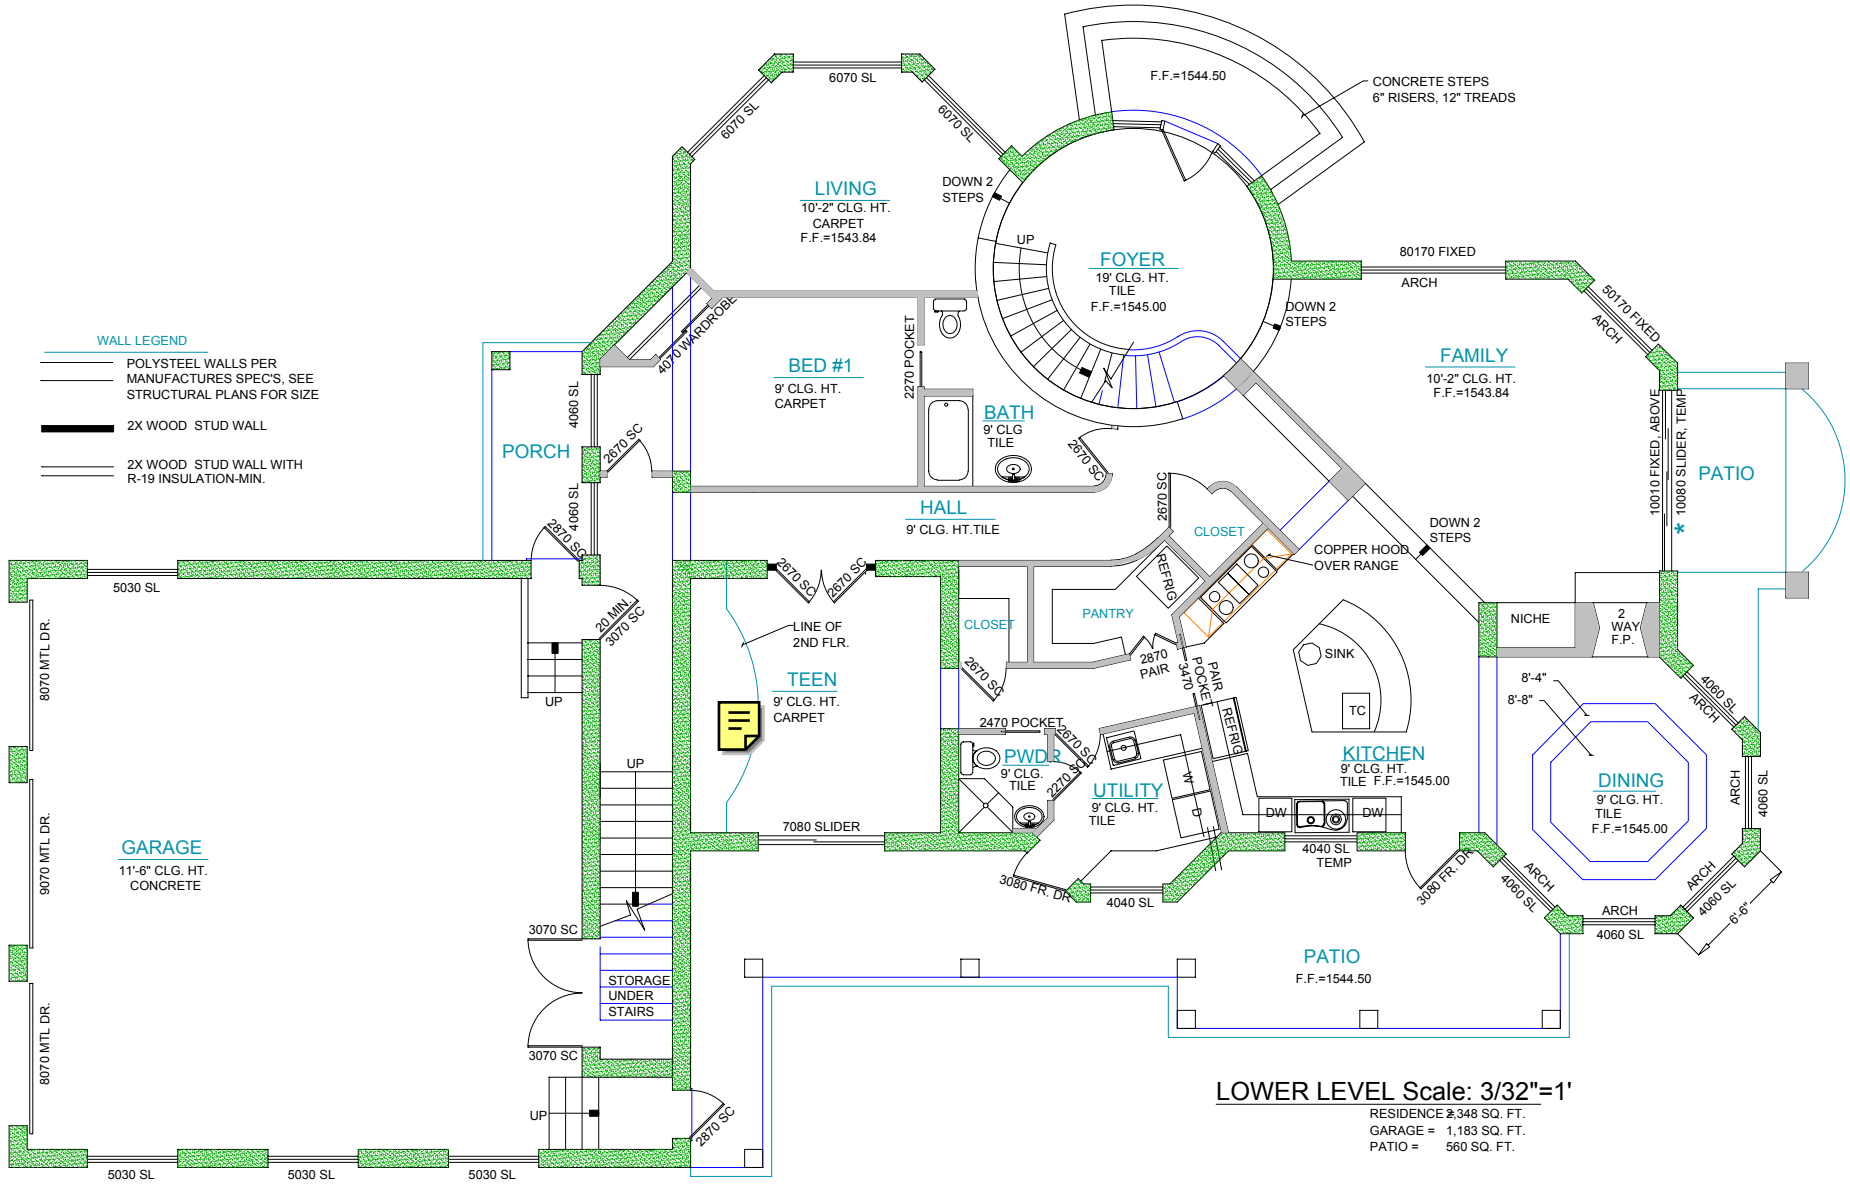 6070 SL
6070 SL
6070 SL
F.F.=1544.50
CONCRETE STEPS
6" RISERS, 12" TREADS
LIVING
10'-2" CLG. HT.
CARPET
F.F.=1543.84
DOWN 2
STEPS
UP
FOYER
19' CLG. HT.
TILE
F.F.=1545.00
DOWN 2
STEPS
80170 FIXED
ARCH
50170 FIXED
ARCH
FAMILY
10'-2" CLG. HT.
F.F.=1543.84
10010 FIXED, ABOVE
10080 SLIDER, TEMP
*
PATIO
WALL LEGEND
POLYSTEEL WALLS PER
MANUFACTURES SPEC'S, SEE
STRUCTURAL PLANS FOR SIZE
2X WOOD STUD WALL
2X WOOD STUD WALL WITH
R-19 INSULATION-MIN.
PORCH
4060 SL
4060 SL
4070 WARDROBE
2670 SC
2870 SC
BED #1
9' CLG. HT.
CARPET
2270 POCKET
BATH
9' CLG
TILE
2670 SC
HALL
9' CLG. HT.TILE
2670 SC
CLOSET
COPPER HOOD
OVER RANGE
DOWN 2
STEPS
REFRIG
PANTRY
CLOSET
2670 SC
2870
PAIR
PAIR
POCKET
3470
5030 SL
8070 MTL DR.
9070 MTL DR.
8070 MTL DR.
20 MIN.
3070 SC
UP
2670 SC
2670 SC
LINE OF
2ND FLR.
TEEN
9' CLG. HT.
CARPET
7080 SLIDER
UP
GARAGE
11'-6" CLG. HT.
CONCRETE
3070 SC
STORAGE
UNDER
STAIRS
3070 SC
UP
2870 SC
5030 SL
5030 SL
5030 SL
2470 POCKET
2670 SC
2270 SC
PWDR
9' CLG.
TILE
UTILITY
9' CLG. HT.
TILE
W
D
3080 FR. DR
4040 SL
REFRIG
SINK
TC
KITCHEN
9' CLG. HT.
TILE F.F.=1545.00
DW
DW
4040 SL
TEMP
3080 FR. DR
NICHE
2
WAY
F.P.
8'-4"
8'-8"
DINING
9' CLG. HT.
TILE
F.F.=1545.00
4060 SL
ARCH
ARCH
4060 SL
ARCH
4060 SL
ARCH
4060 SL
ARCH
4060 SL
6'-6"
PATIO
F.F.=1544.50
LOWER LEVEL Scale: 3/32"=1'
RESIDENCE = 2,348 SQ. FT.
GARAGE = 1,183 SQ. FT.
PATIO = 560 SQ. FT.